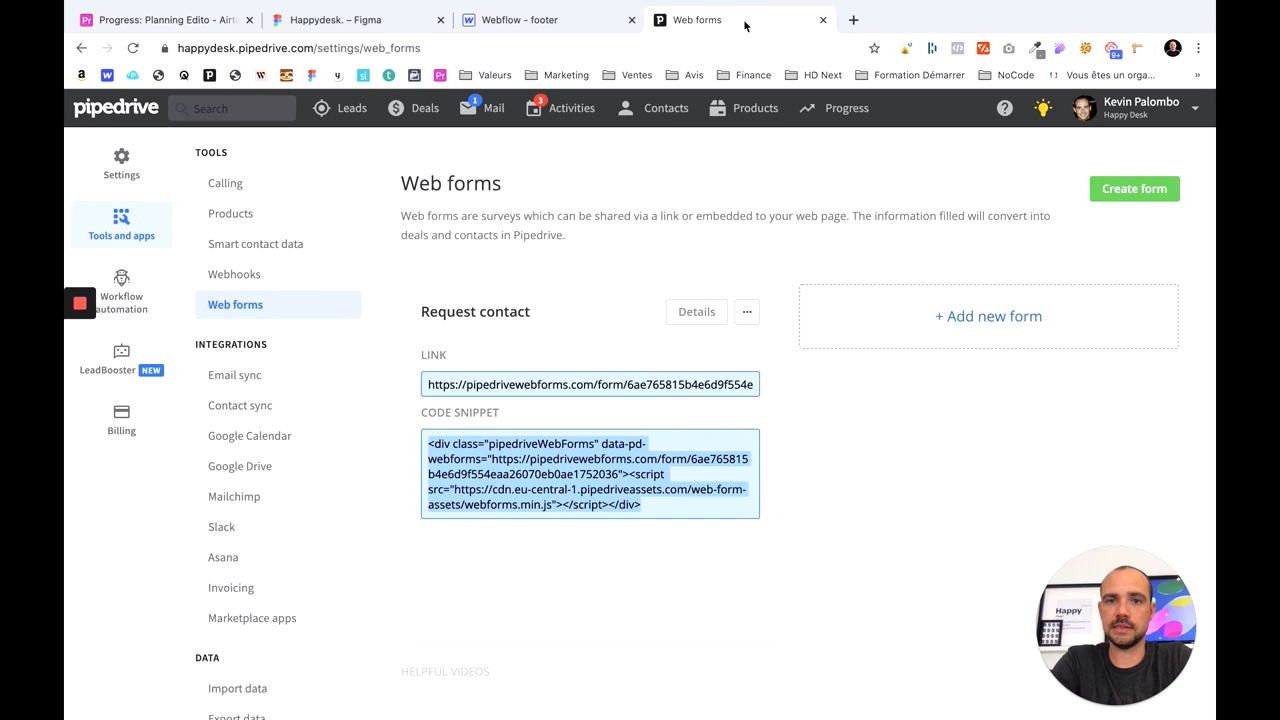 Progress: Planning Edito - Airta
Happydesk. – Figma
Webflow - footer
Web forms
happydesk.pipedrive.com/settings/web_forms
9+
Valeurs
Marketing
Ventes
Avis
Finance
HD Next
Formation Démarrer
NoCode
Vous êtes un orga...
»
pipedrive
Search
Leads
Deals
1
Mail
3
Activities
Contacts
Products
Progress
Kevin Palombo
Happy Desk
Settings
Tools and apps
Workflow
automation
LeadBooster NEW
Billing
TOOLS
Calling
Products
Smart contact data
Webhooks
Web forms
INTEGRATIONS
Email sync
Contact sync
Google Calendar
Google Drive
Mailchimp
Slack
Asana
Invoicing
Marketplace apps
DATA
Import data
Export data
Web forms
Create form
Web forms are surveys which can be shared via a link or embedded to your web page. The information filled will convert into
deals and contacts in Pipedrive.
Request contact
Details
...
+ Add new form
LINK
https://pipedrivewebforms.com/form/6ae765815b4e6d9f554e
CODE SNIPPET
<div class="pipedriveWebForms" data-pd-
webforms="https://pipedrivewebforms.com/form/6ae765815
b4e6d9f554eaa26070eb0ae1752036"><script
src="https://cdn.eu-central-1.pipedriveassets.com/web-form-
assets/webforms.min.js"></script></div>
HELPFUL VIDEOS
Happy